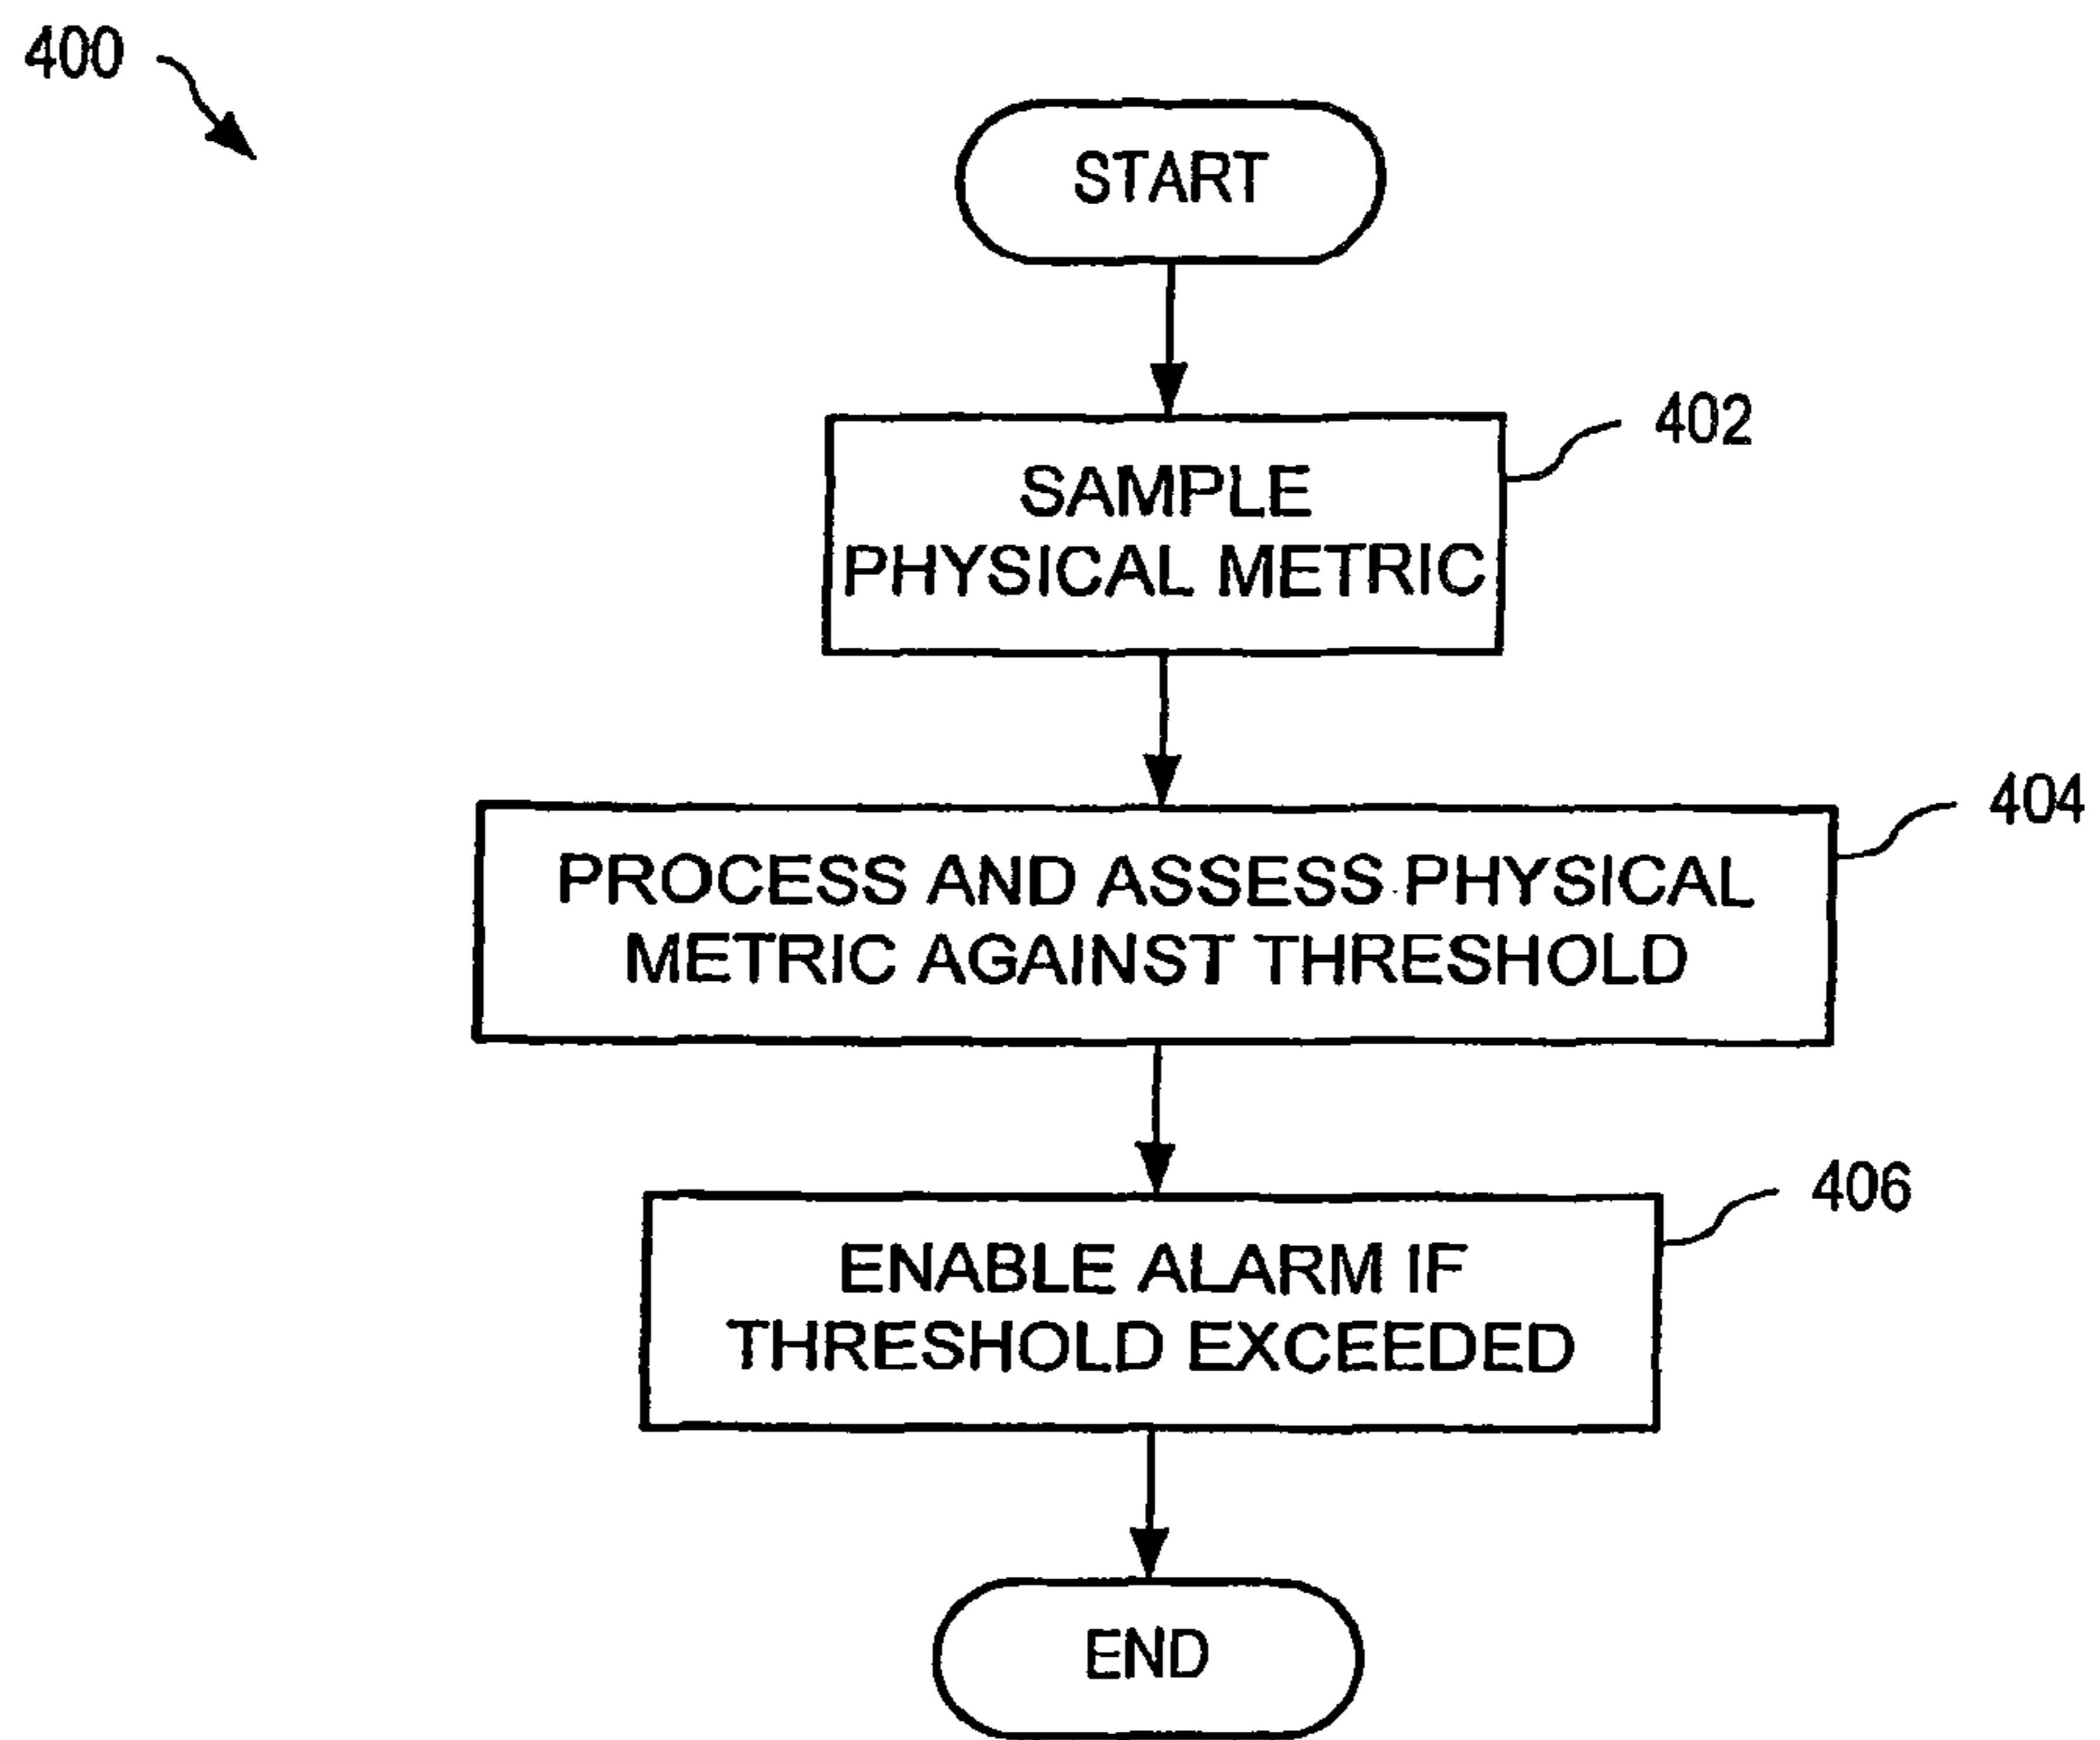 400
START
402
SAMPLE
PHYSICAL METRIC
404
PROCESS AND ASSESS PHYSICAL
METRIC AGAINST THRESHOLD
406
ENABLE ALARM IF
THRESHOLD EXCEEDED
END